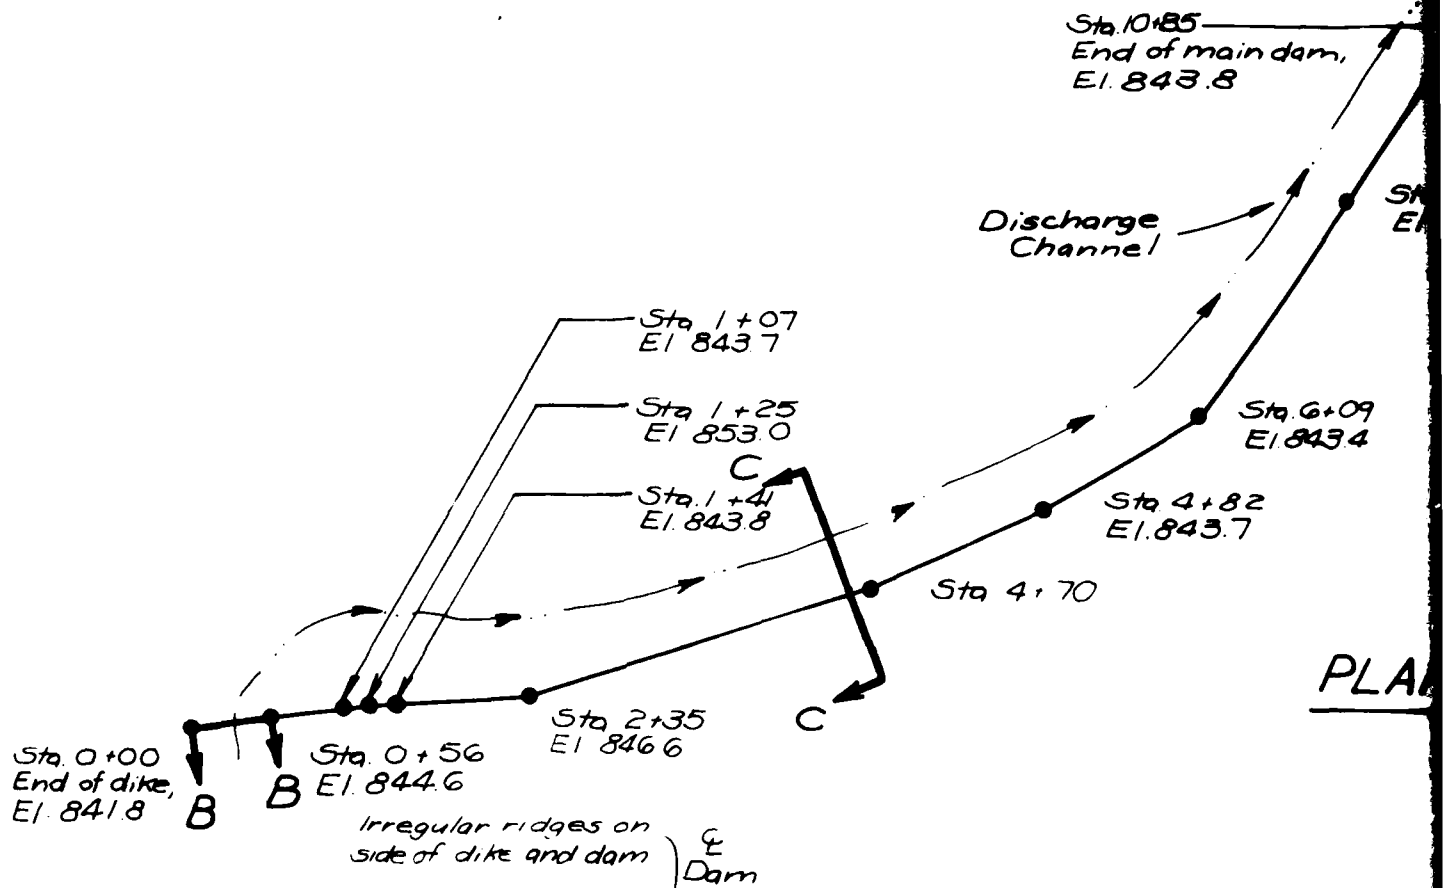 Sta. 10+85
End of main dam,
El. 843.8
Discharge
Channel
Sta 1+07
El 843.7
Sta 1+25
El 853.0
C
Sta. 1+41
El. 843.8
Sta. 6+09
El. 843.4
Sta 4+82
El. 843.7
Sta 4+70
C
Sta 2+35
El 846.6
Sta. 0+00
End of dike,
El. 841.8
B
B
Sta. 0+56
El. 844.6
Irregular ridges on
side of dike and dam
℄
Dam